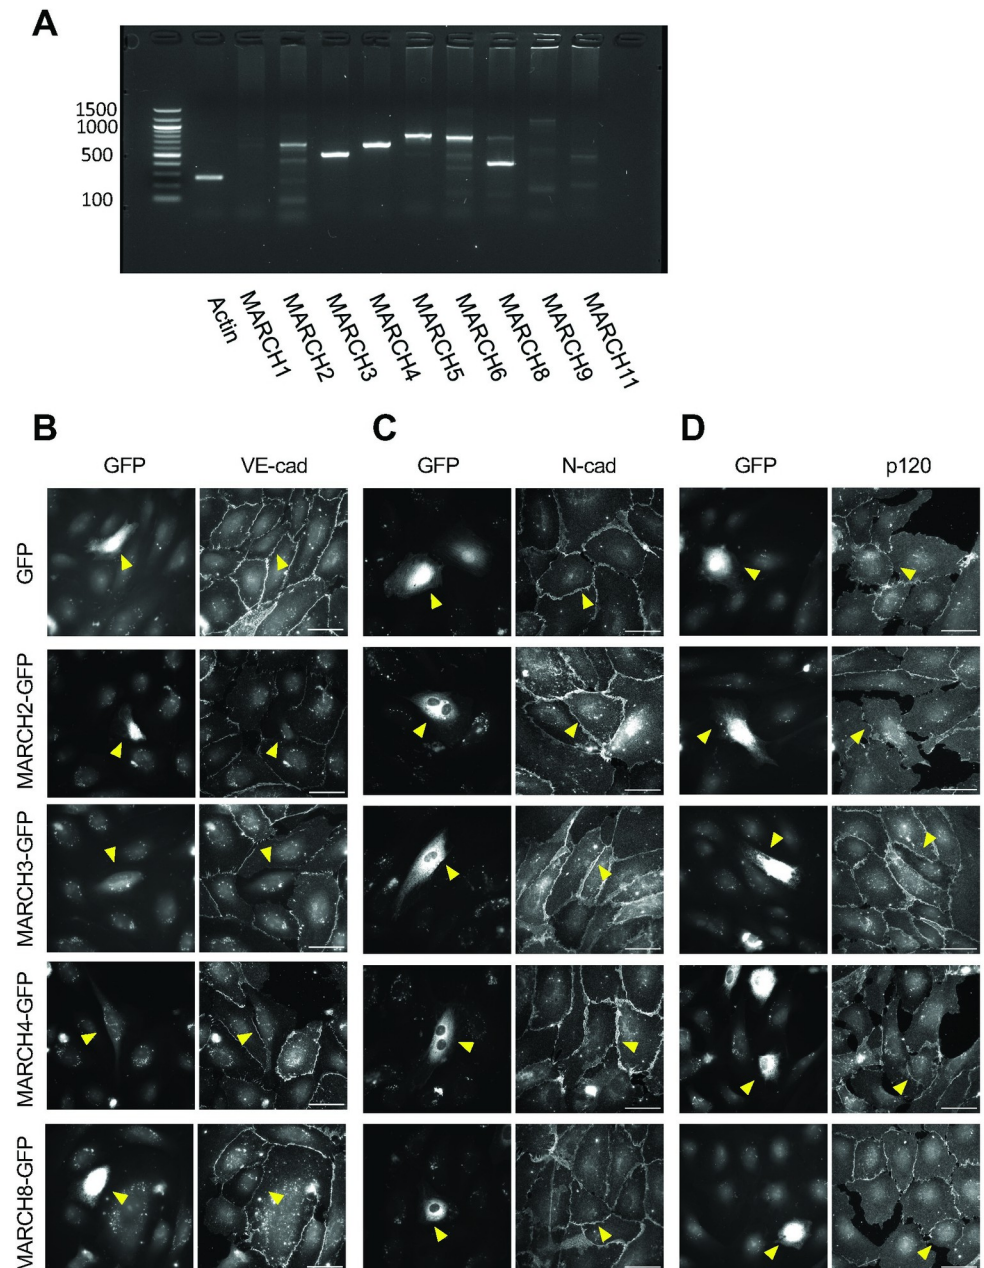 A
1500
1000
500
100
Actin
MARCH1
MARCH2
MARCH3
MARCH4
MARCH5
MARCH6
MARCH8
MARCH9
MARCH11
B
C
D
GFP
VE-cad
GFP
N-cad
GFP
p120
GFP
MARCH2-GFP
MARCH3-GFP
MARCH4-GFP
MARCH8-GFP